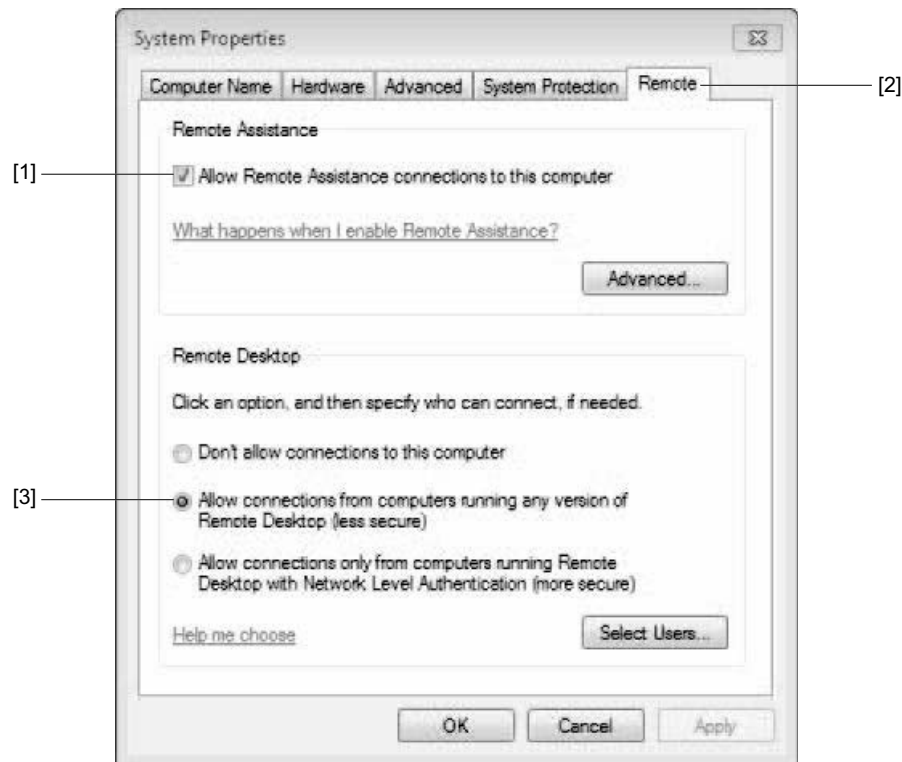 System Properties
Computer Name Hardware Advanced System Protection Remote
[2]
Remote Assistance
[1]
Allow Remote Assistance connections to this computer
What happens when I enable Remote Assistance?
Advanced...
Remote Desktop
Click an option, and then specify who can connect, if needed.
Don't allow connections to this computer
[3]
Allow connections from computers running any version of
Remote Desktop (less secure)
Allow connections only from computers running Remote
Desktop with Network Level Authentication (more secure)
Help me choose
Select Users...
OK Cancel Apply